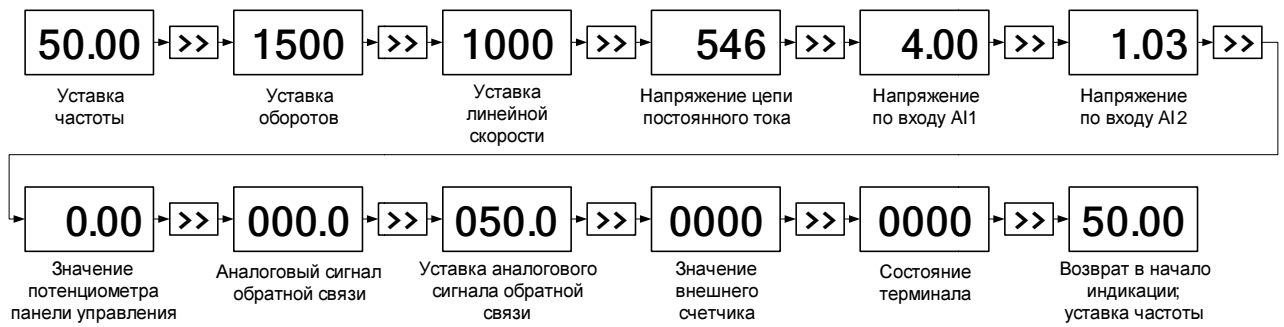 50.00 >> 1500 >> 1000 >> 546 >> 4.00 >> 1.03 >>
Уставка частоты
Уставка оборотов
Уставка линейной скорости
Напряжение цепи постоянного тока
Напряжение по входу AI1
Напряжение по входу AI2
0.00 >> 000.0 >> 050.0 >> 0000 >> 0000 >> 50.00
Значение потенциометра панели управления
Аналоговый сигнал обратной связи
Уставка аналогового сигнала обратной связи
Значение внешнего счетчика
Состояние терминала
Возврат в начало индикации; уставка частоты